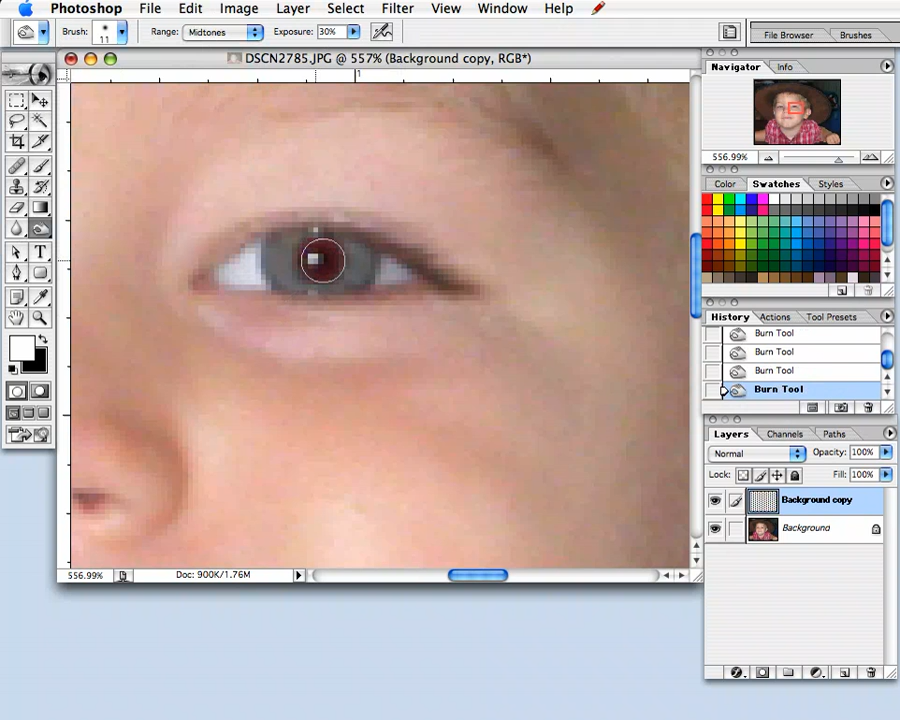 Photoshop File Edit Image Layer Select Filter View Window Help
Brush: 11 Range: Midtones Exposure: 30% File Browser Brushes
DSCN2785.JPG @ 557% (Background copy, RGB*)
Navigator Info
556.99%
Color Swatches Styles
History Actions Tool Presets
Burn Tool
Burn Tool
Burn Tool
Burn Tool
Layers Channels Paths
Normal Opacity: 100%
Lock: Fill: 100%
Background copy
Background
556.99% Doc: 900K/1.76M
T
1